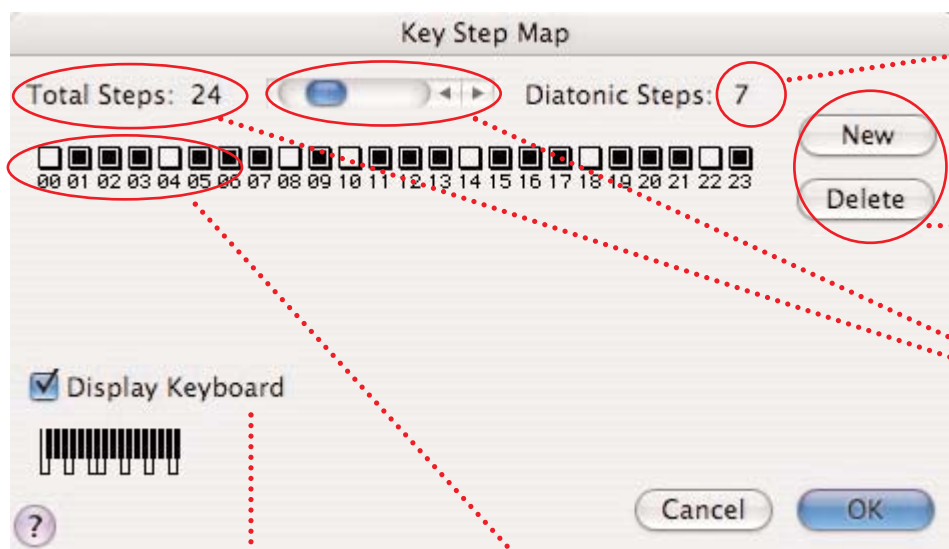 Key Step Map
Total Steps: 24 Diatonic Steps: 7
New
00 01 02 03 04 05 06 07 08 09 10 11 12 13 14 15 16 17 18 19 20 21 22 23
Delete
Display Keyboard
? Cancel OK